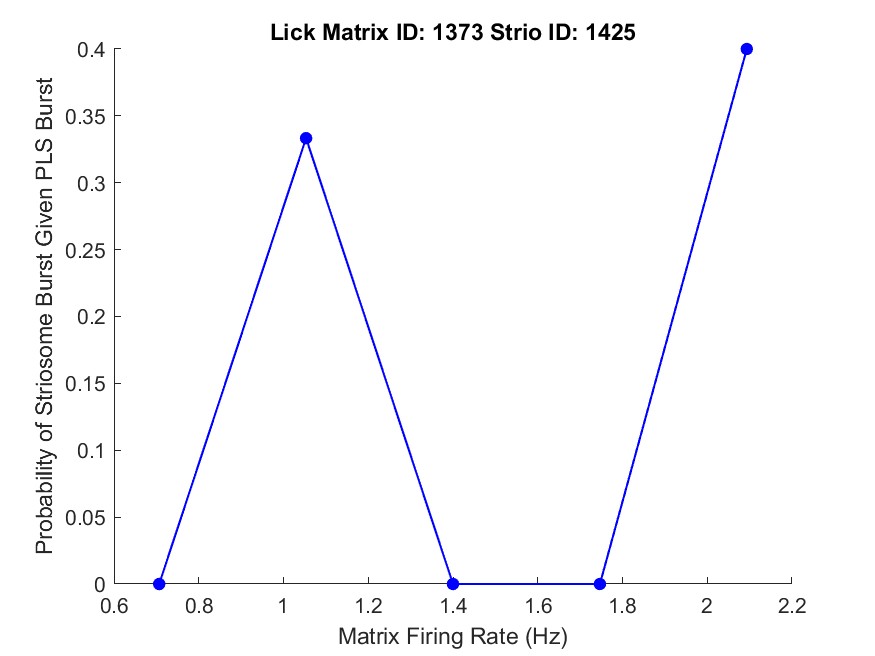 Lick Matrix ID: 1373 Strio ID: 1425
Probability of Striosome Burst Given PLS Burst
0.4
0.35
0.3
0.25
0.2
0.15
0.1
0.05
0
0.6 0.8 1 1.2 1.4 1.6 1.8 2 2.2
Matrix Firing Rate (Hz)